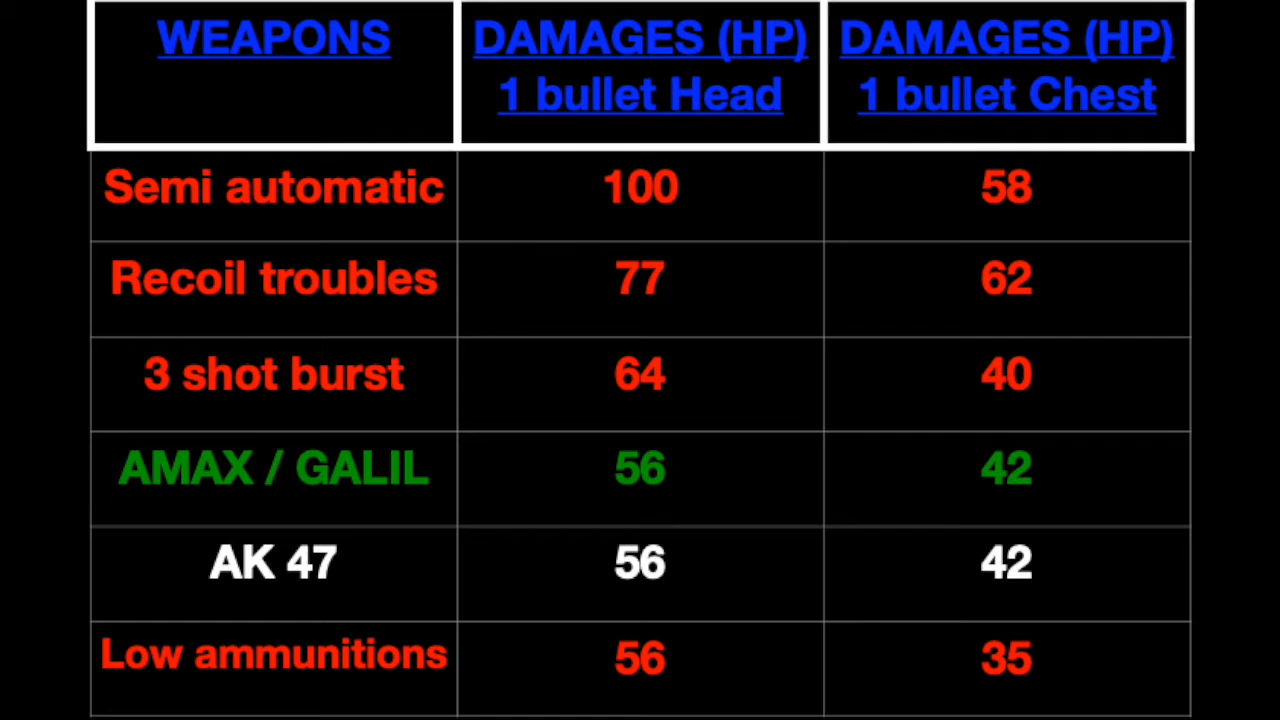 WEAPONS DAMAGES (HP) DAMAGES (HP)
1 bullet Head 1 bullet Chest
Semi automatic 100 58
Recoil troubles 77 62
3 shot burst 64 40
AMAX / GALIL 56 42
AK 47 56 42
Low ammunitions 56 35